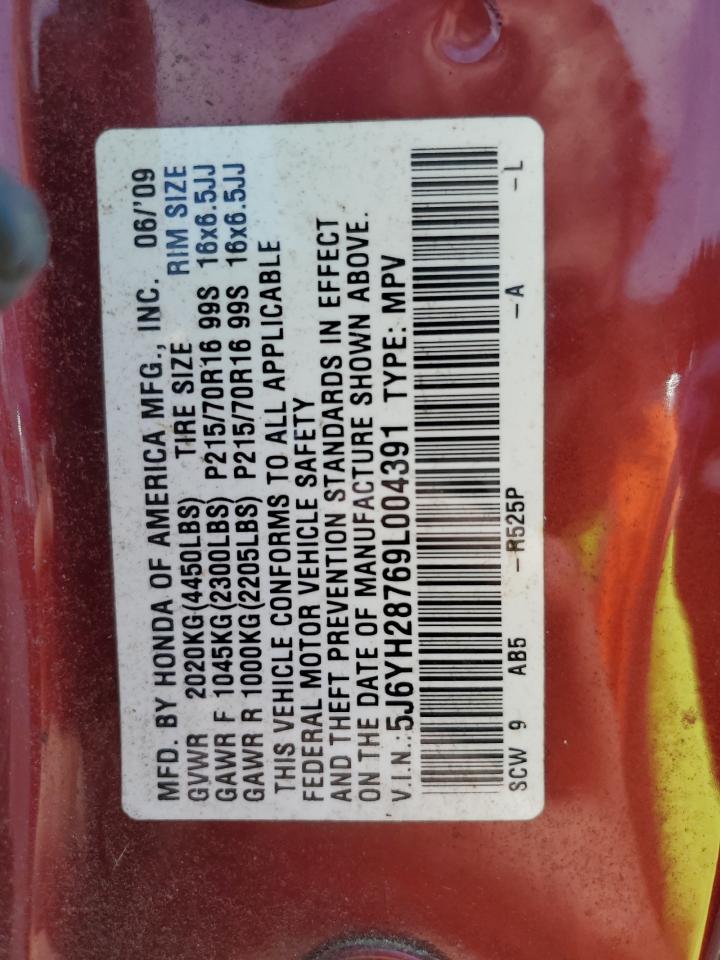 MFD. BY HONDA OF AMERICA MFG., INC. 06/'09
GVWR 2020KG(4450LBS) TIRE SIZE RIM SIZE
GAWR F 1045KG(2300LBS) P215/70R16 99S 16x6.5JJ
GAWR R 1000KG(2205LBS) P215/70R16 99S 16x6.5JJ
THIS VEHICLE CONFORMS TO ALL APPLICABLE
FEDERAL MOTOR VEHICLE SAFETY
AND THEFT PREVENTION STANDARDS IN EFFECT
ON THE DATE OF MANUFACTURE SHOWN ABOVE.
V.I.N.: 5J6YH28769L004391 TYPE: MPV
SCW 9 AB5 -R525P -A -L